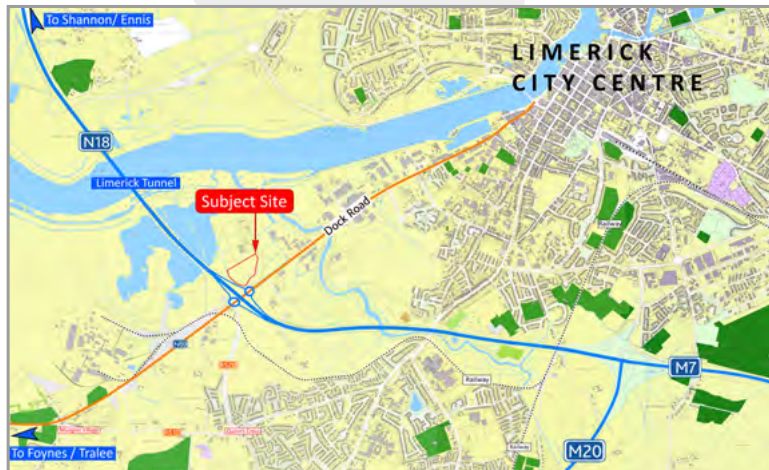 To Shannon/ Ennis
LIMERICK
CITY CENTRE
N18
Limerick Tunnel
Subject Site
Dock Road
Railway
M7
Railway
Railway
M20
To Foynes / Tralee